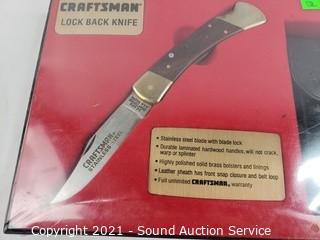 CRAFTSMAN
LOCK BACK KNIFE
CRAFTSMAN
STAINLESS STEEL
• Stainless steel blade with blade lock
• Durable laminated hardwood handles, will not crack,
warp or splinter
• Highly polished solid brass bolsters and linings
• Leather sheath has front snap closure and belt loop
• Full unlimited CRAFTSMAN warranty
Copyright 2021 - Sound Auction Service